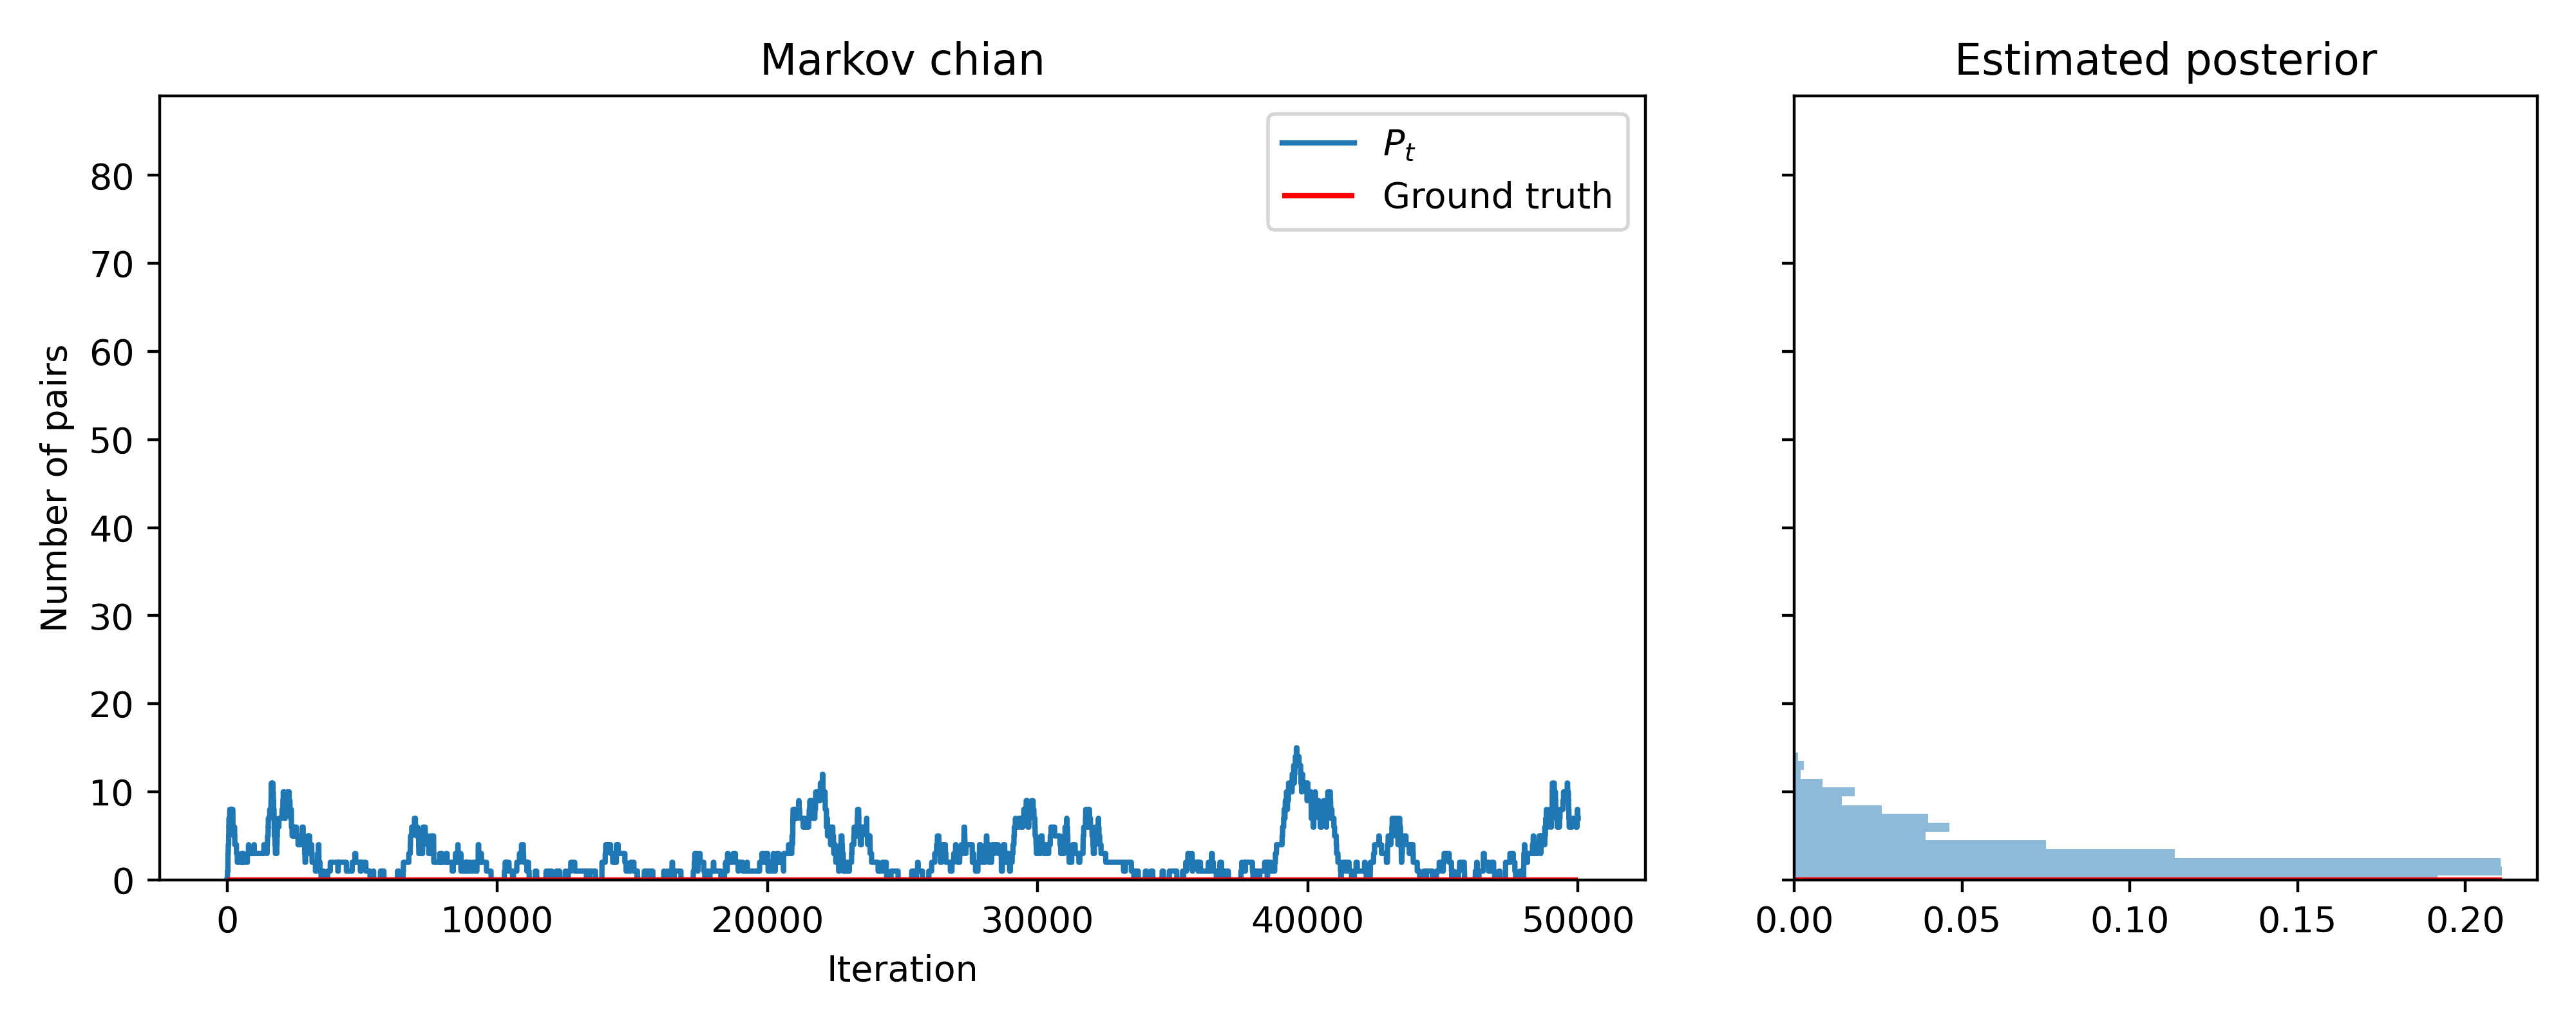 Markov chian
Estimated posterior
P_t
Ground truth
Number of pairs
80
70
60
50
40
30
20
10
0
0 10000 20000 30000 40000 50000
Iteration
0.00 0.05 0.10 0.15 0.20